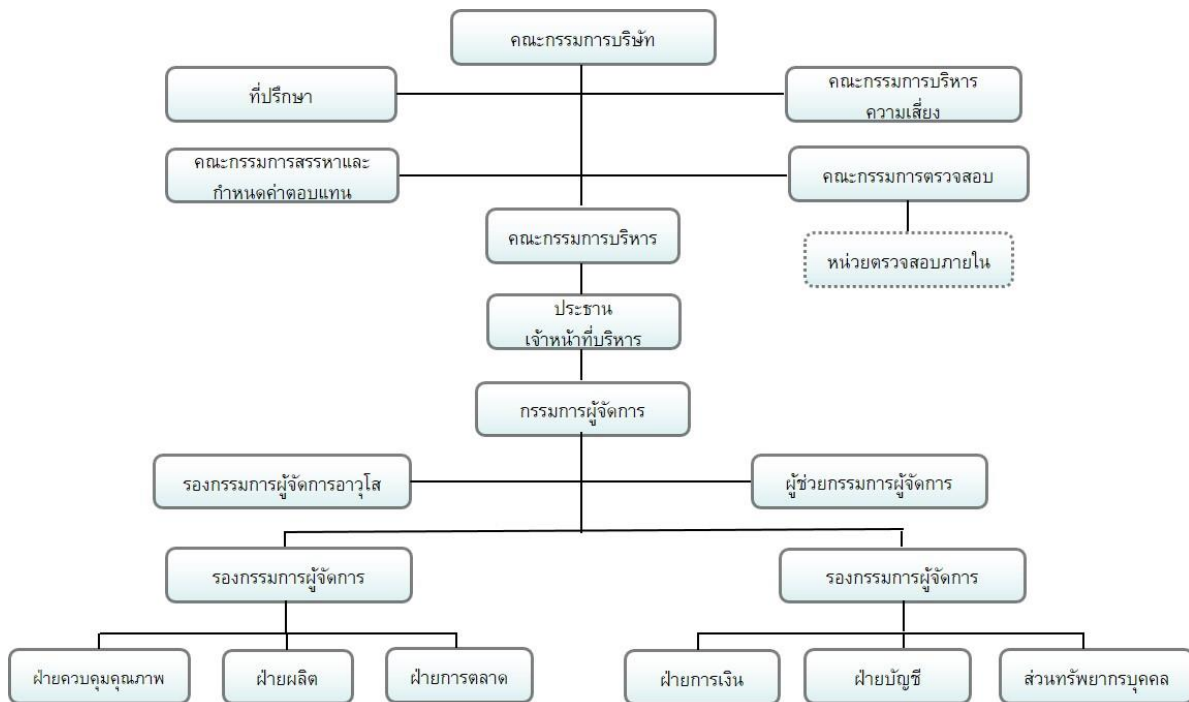 คณะกรรมการบริษัท
ที่ปรึกษา
คณะกรรมการบริหาร
ความเสี่ยง
คณะกรรมการสรรหาและ
กำหนดค่าตอบแทน
คณะกรรมการตรวจสอบ
คณะกรรมการบริหาร
หน่วยตรวจสอบภายใน
ประธาน
เจ้าหน้าที่บริหาร
กรรมการผู้จัดการ
รองกรรมการผู้จัดการอาวุโส
ผู้ช่วยกรรมการผู้จัดการ
รองกรรมการผู้จัดการ
รองกรรมการผู้จัดการ
ฝ่ายควบคุมคุณภาพ
ฝ่ายผลิต
ฝ่ายการตลาด
ฝ่ายการเงิน
ฝ่ายบัญชี
ส่วนทรัพยากรบุคคล